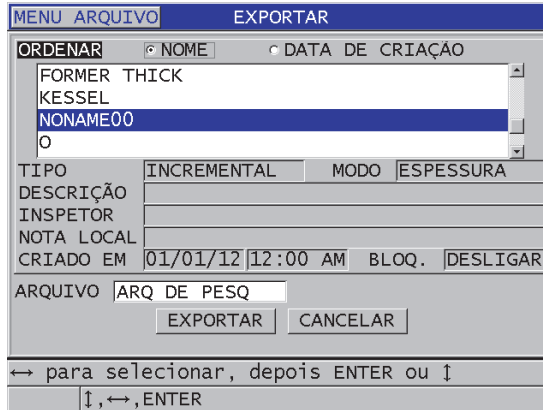 MENU ARQUIVO EXPORTAR
ORDENAR NOME DATA DE CRIAÇÃO
FORMER THICK
KESSEL
NONAME00
O
TIPO INCREMENTAL MODO ESPESSURA
DESCRIÇÃO
INSPETOR
NOTA LOCAL
CRIADO EM 01/01/12 12:00 AM BLOQ. DESLIGAR
ARQUIVO ARQ DE PESQ
EXPORTAR CANCELAR
↔ para selecionar, depois ENTER ou ↕
↕,↔,ENTER